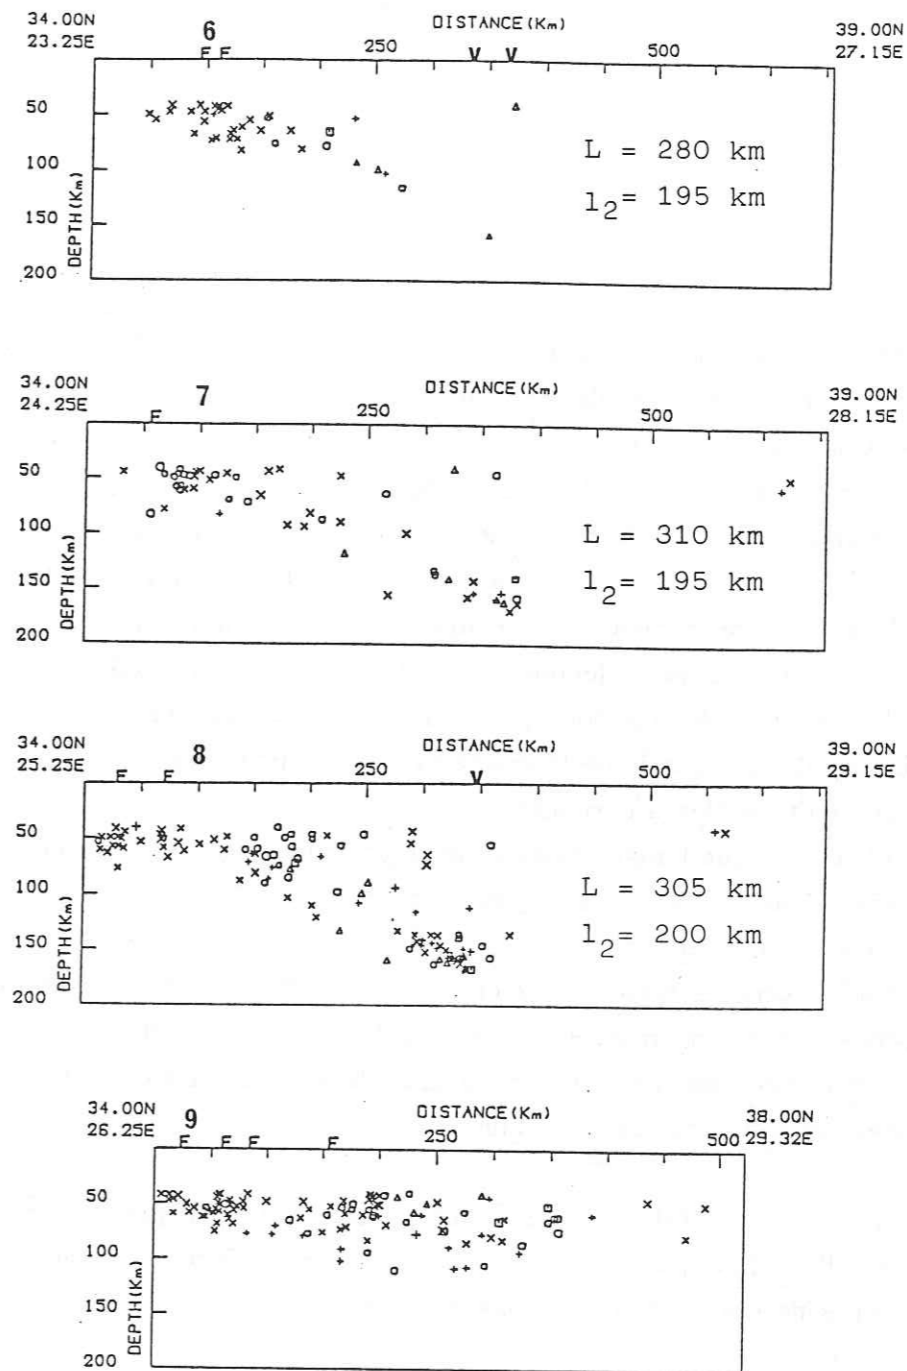 34.00N 6 DISTANCE(Km) 39.00N
23.25E F F 250 V V 500 27.15E
50
100
150
200
DEPTH(Km)
L = 280 km
l2= 195 km
34.00N 7 DISTANCE(Km) 39.00N
24.25E F 250 500 28.15E
50
100
150
200
DEPTH(Km)
L = 310 km
l2= 195 km
34.00N 8 DISTANCE(Km) 39.00N
25.25E F F 250 V 500 29.15E
50
100
150
200
DEPTH(Km)
L = 305 km
l2= 200 km
34.00N 9 DISTANCE(Km) 38.00N
26.25E F F F F 250 500 29.32E
50
100
150
200
DEPTH(Km)